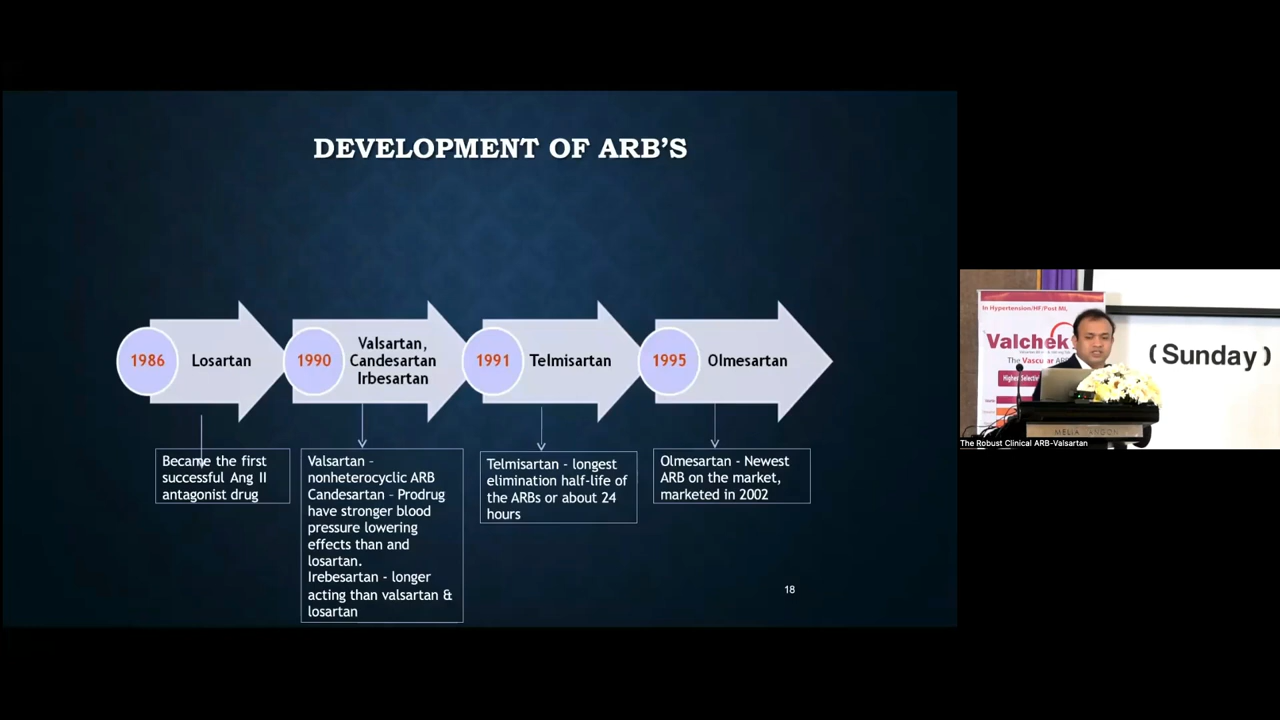 DEVELOPMENT OF ARB'S
1986
Losartan
1990
Valsartan,
Candesartan
Irbesartan
1991
Telmisartan
1995
Olmesartan
Became the first
successful Ang II
antagonist drug
Valsartan –
nonheterocyclic ARB
Candesartan – Prodrug
have stronger blood
pressure lowering
effects than and
losartan.
Irebesartan - longer
acting than valsartan &
losartan
Telmisartan - longest
elimination half-life of
the ARBs or about 24
hours
Olmesartan - Newest
ARB on the market,
marketed in 2002
18
In Hypertension/HF/Post MI,
Valchek
The Vascular
Highest
(Sunday)
The Robust Clinical ARB-Valsartan